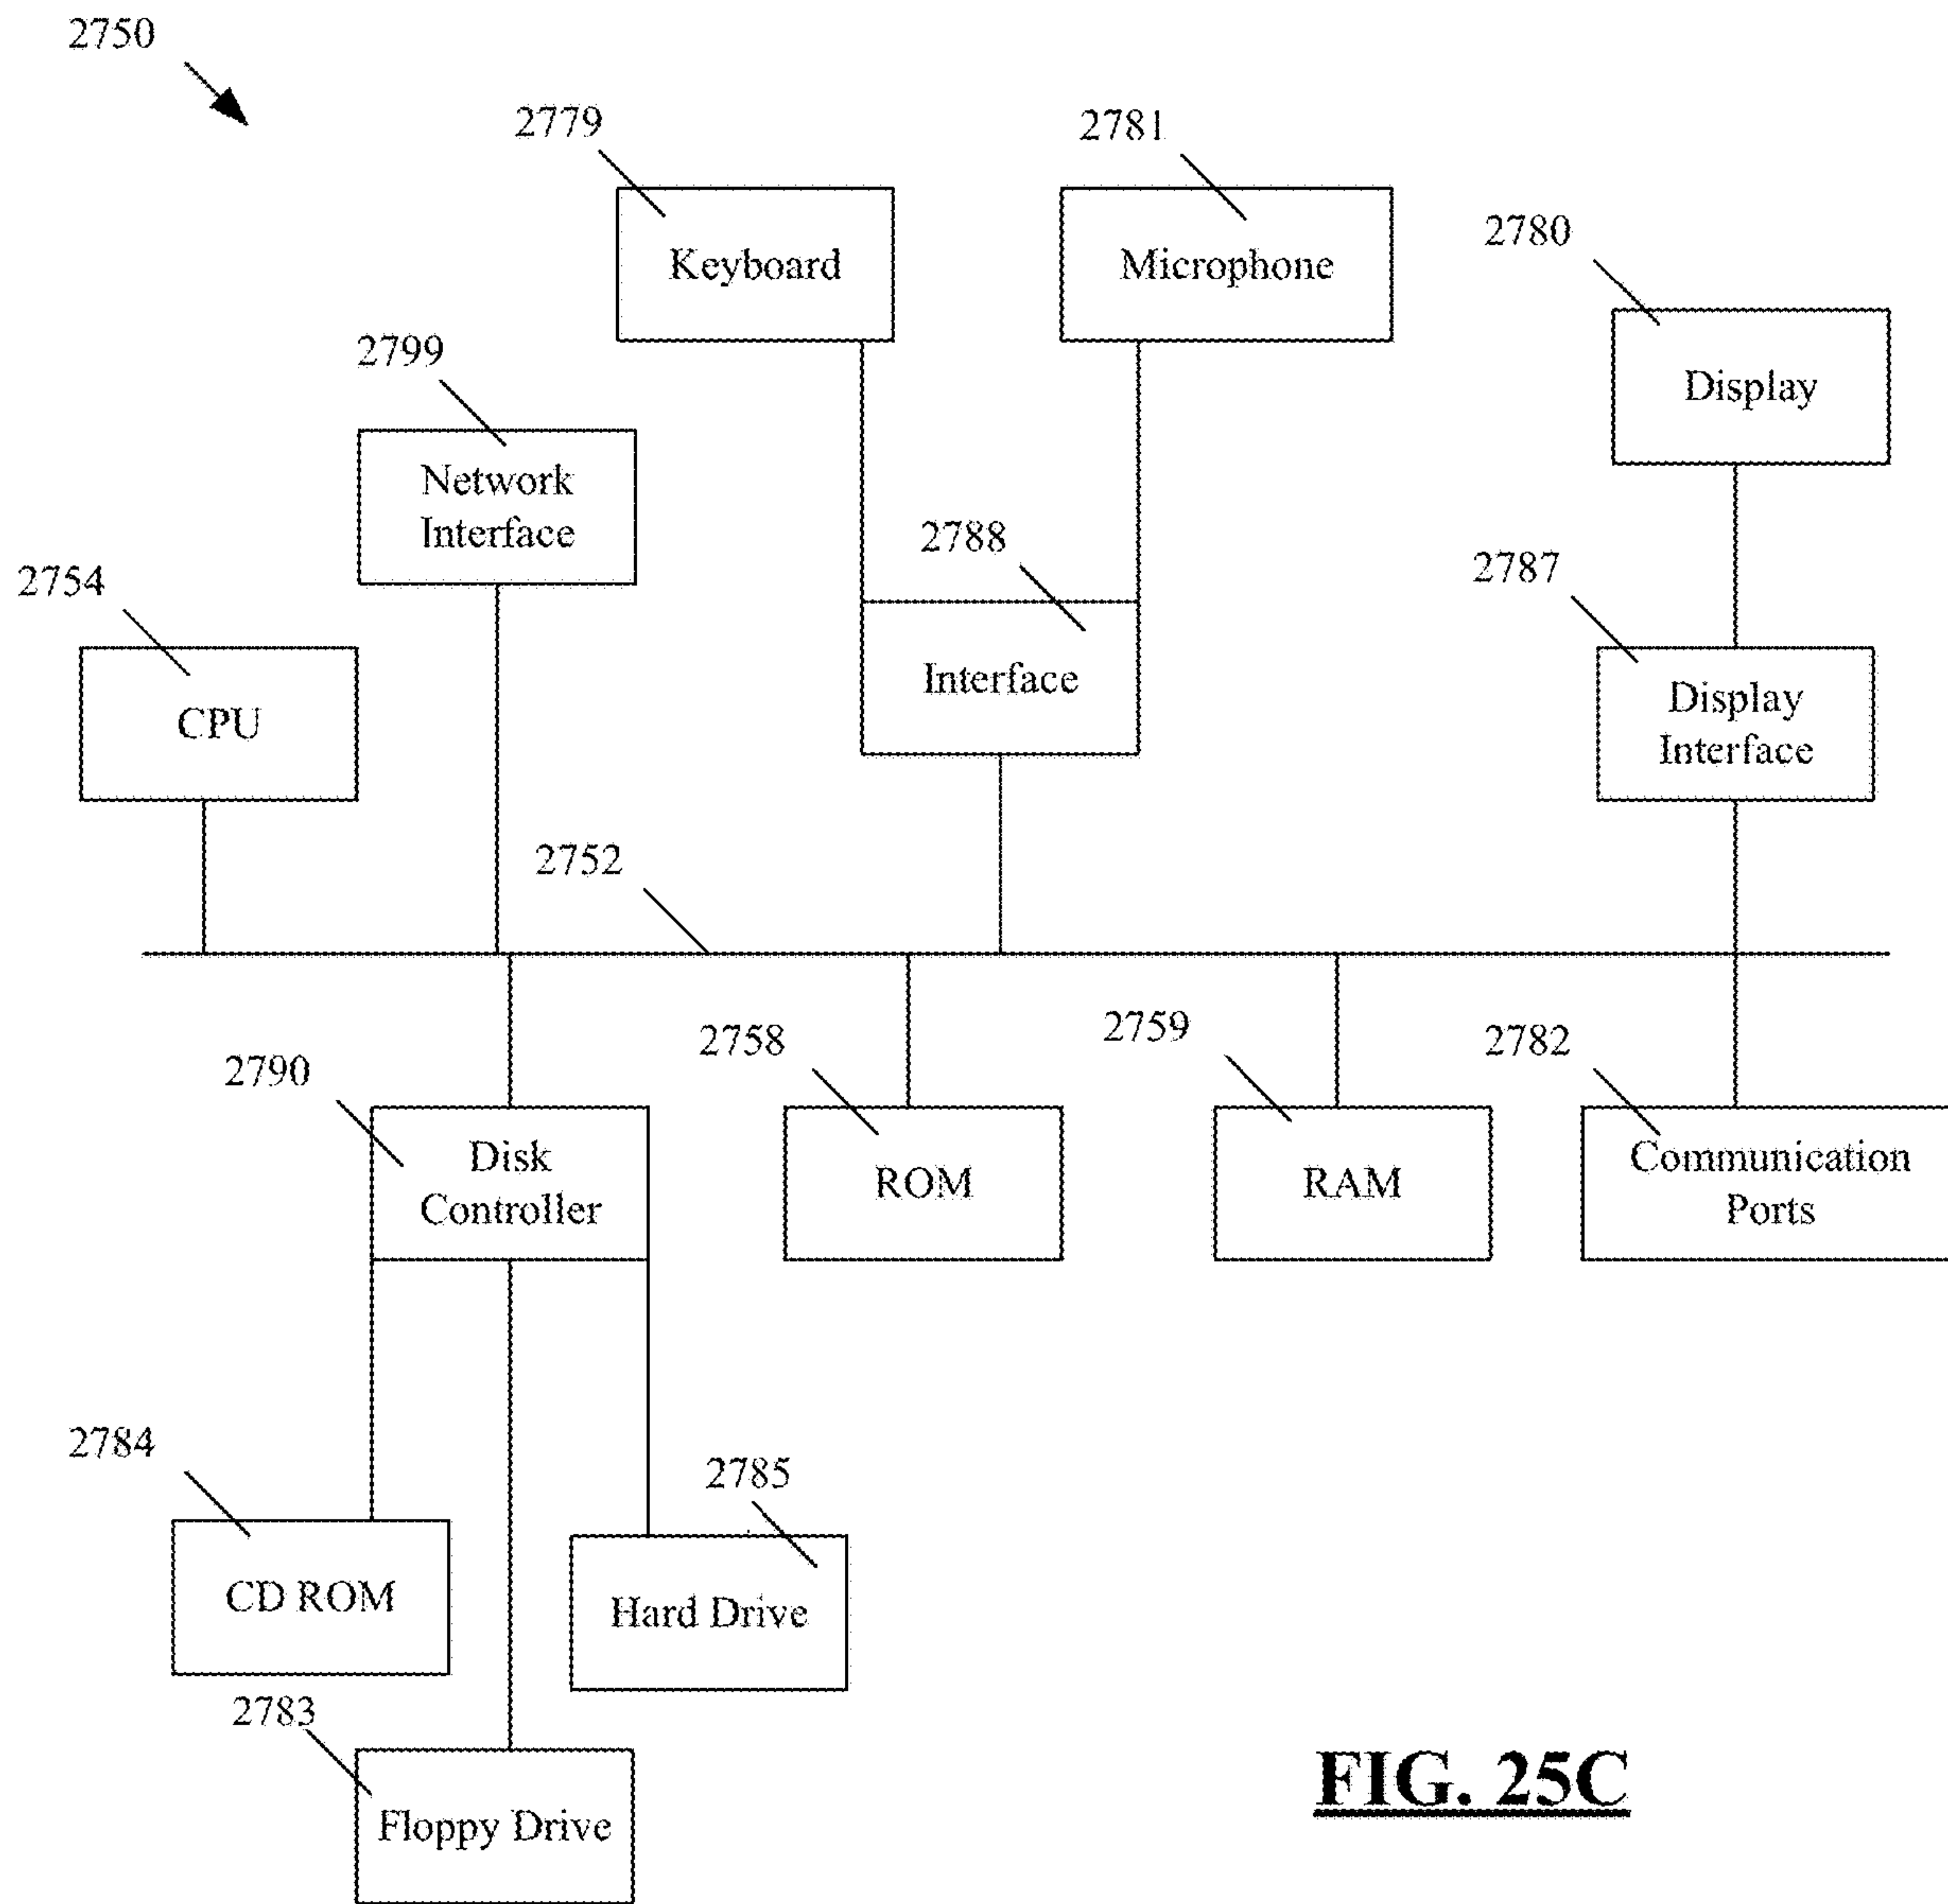 2750
2779
2781
Keyboard
Microphone
2780
Display
2799
Network
Interface
2788
Interface
2787
Display
Interface
2754
CPU
2752
2790
Disk
Controller
2758
ROM
2759
RAM
2782
Communication
Ports
2784
CD ROM
2785
Hard Drive
2783
Floppy Drive
FIG. 25C